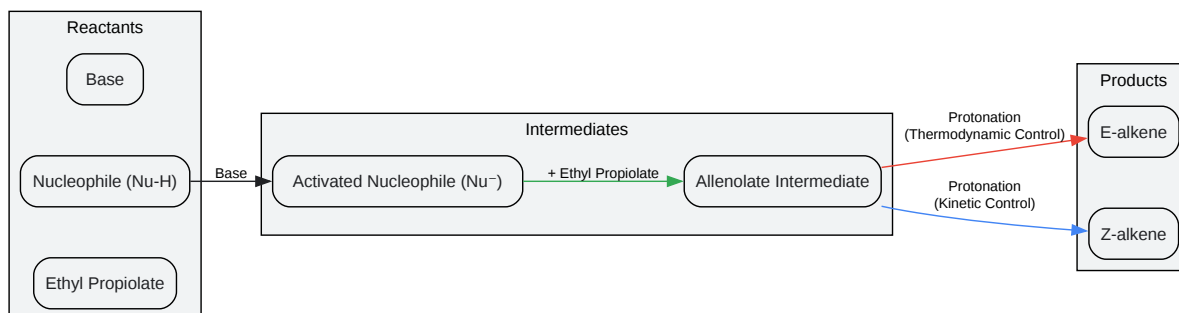 Reactants
Base
Nucleophile (Nu-H)
Ethyl Propiolate
Base
Intermediates
Activated Nucleophile (Nu⁻)
+ Ethyl Propiolate
Allenolate Intermediate
Protonation
(Thermodynamic Control)
Protonation
(Kinetic Control)
Products
E-alkene
Z-alkene